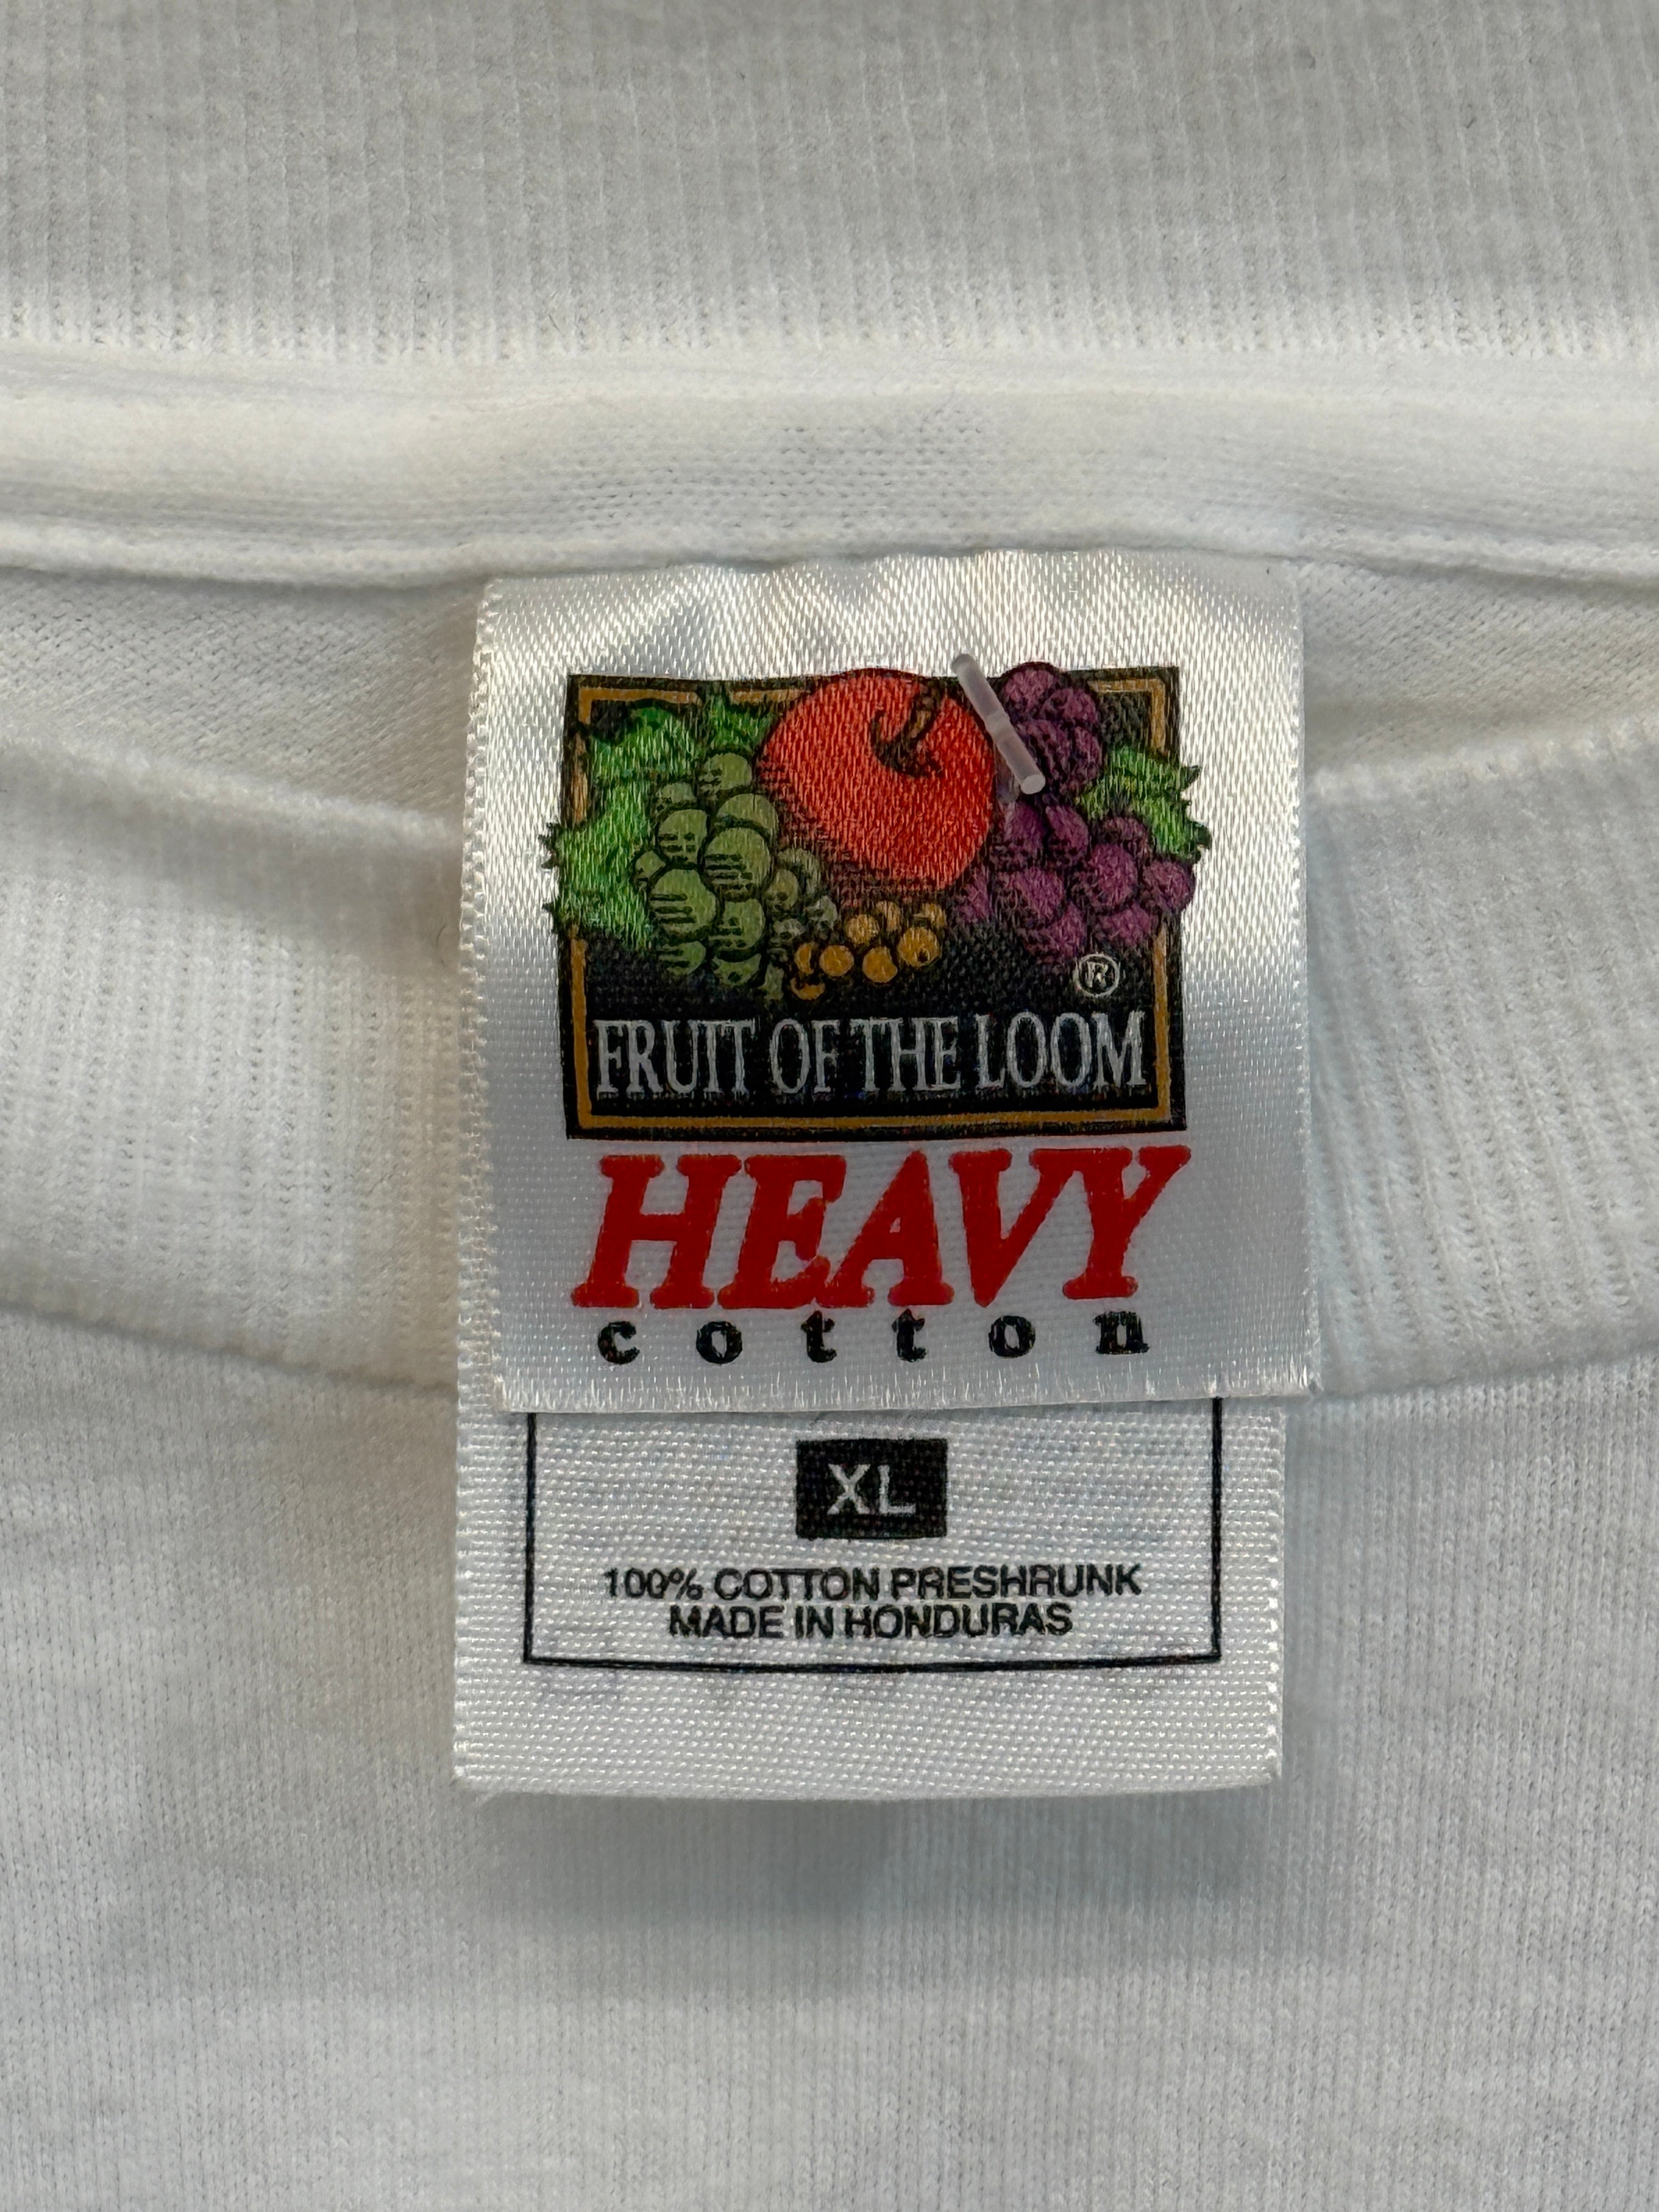 ®
FRUIT OF THE LOOM
HEAVY
cotton
XL
100% COTTON PRESHRUNK
MADE IN HONDURAS